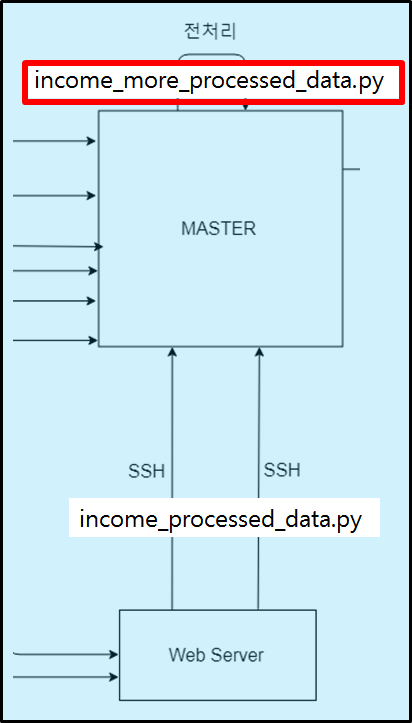 전처리
income_more_processed_data.py
MASTER
SSH
SSH
income_processed_data.py
Web Server